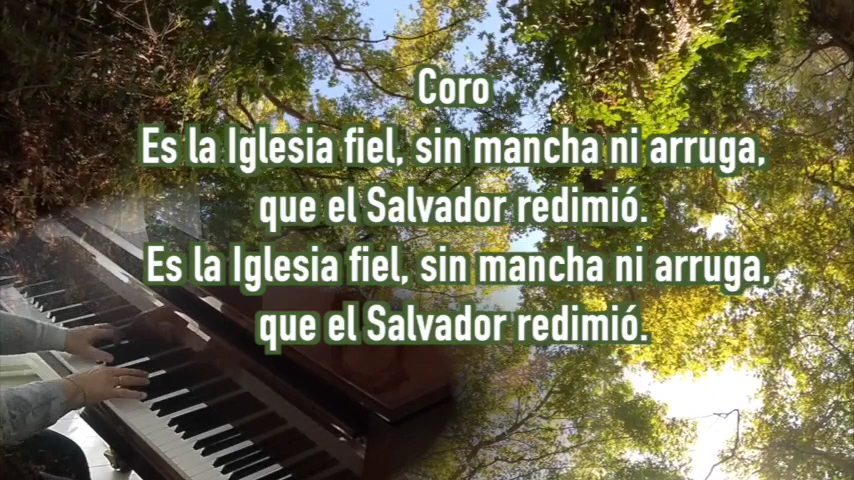 Coro
Es la Iglesia fiel, sin mancha ni arruga,
que el Salvador redimió.
Es la Iglesia fiel, sin mancha ni arruga,
que el Salvador redimió.